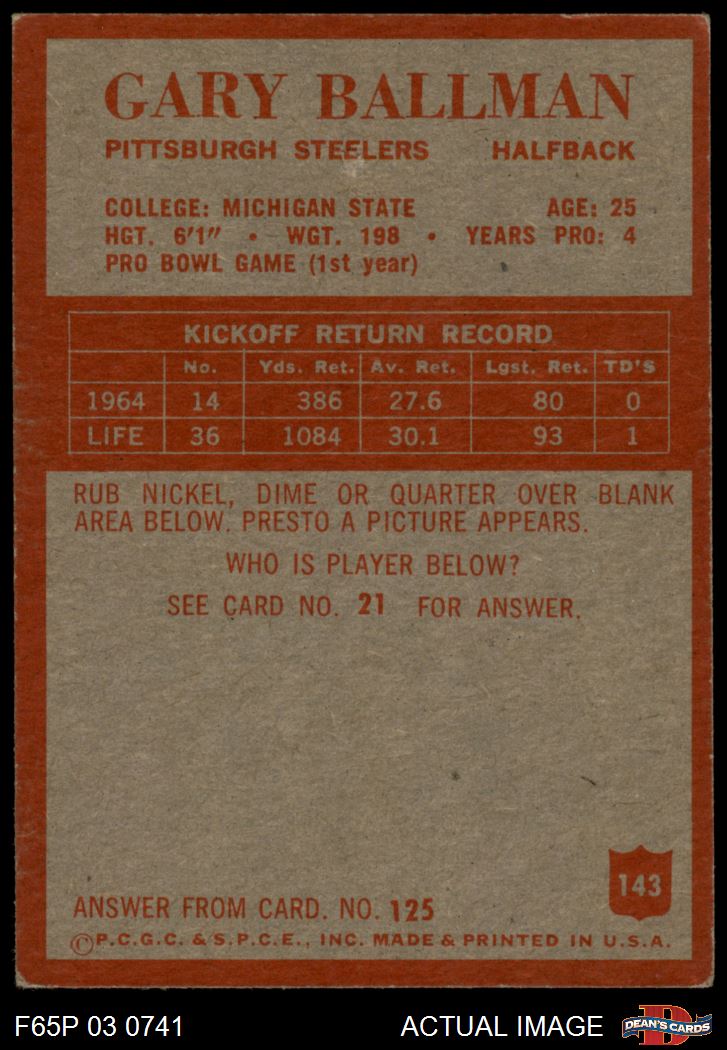 GARY BALLMAN
PITTSBURGH STEELERS HALFBACK
COLLEGE: MICHIGAN STATE AGE: 25
HGT. 6'1" • WGT. 198 • YEARS PRO: 4
PRO BOWL GAME (1st year)
KICKOFF RETURN RECORD
No. Yds. Ret. Av. Ret. Lgst. Ret. TD'S
1964 14 386 27.6 80 0
LIFE 36 1084 30.1 93 1
RUB NICKEL, DIME OR QUARTER OVER BLANK
AREA BELOW. PRESTO A PICTURE APPEARS.
WHO IS PLAYER BELOW?
SEE CARD NO. 21 FOR ANSWER.
143
ANSWER FROM CARD. NO. 125
©P.C.G.C. & S.P.C.E., INC. MADE & PRINTED IN U.S.A.
F65P 03 0741 ACTUAL IMAGE DEAN'S CARDS